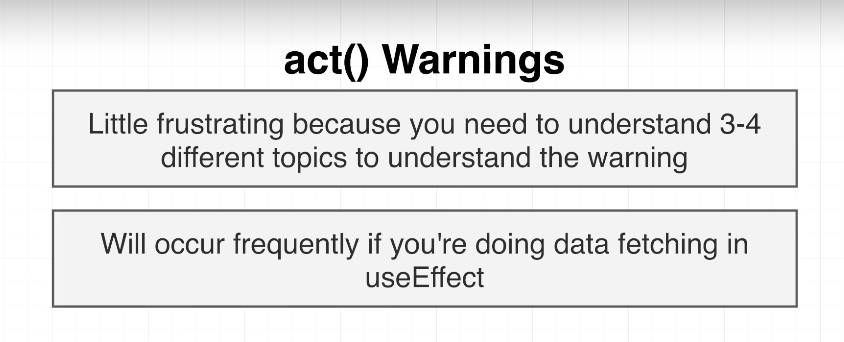 act() Warnings
Little frustrating because you need to understand 3-4
different topics to understand the warning
Will occur frequently if you're doing data fetching in
useEffect